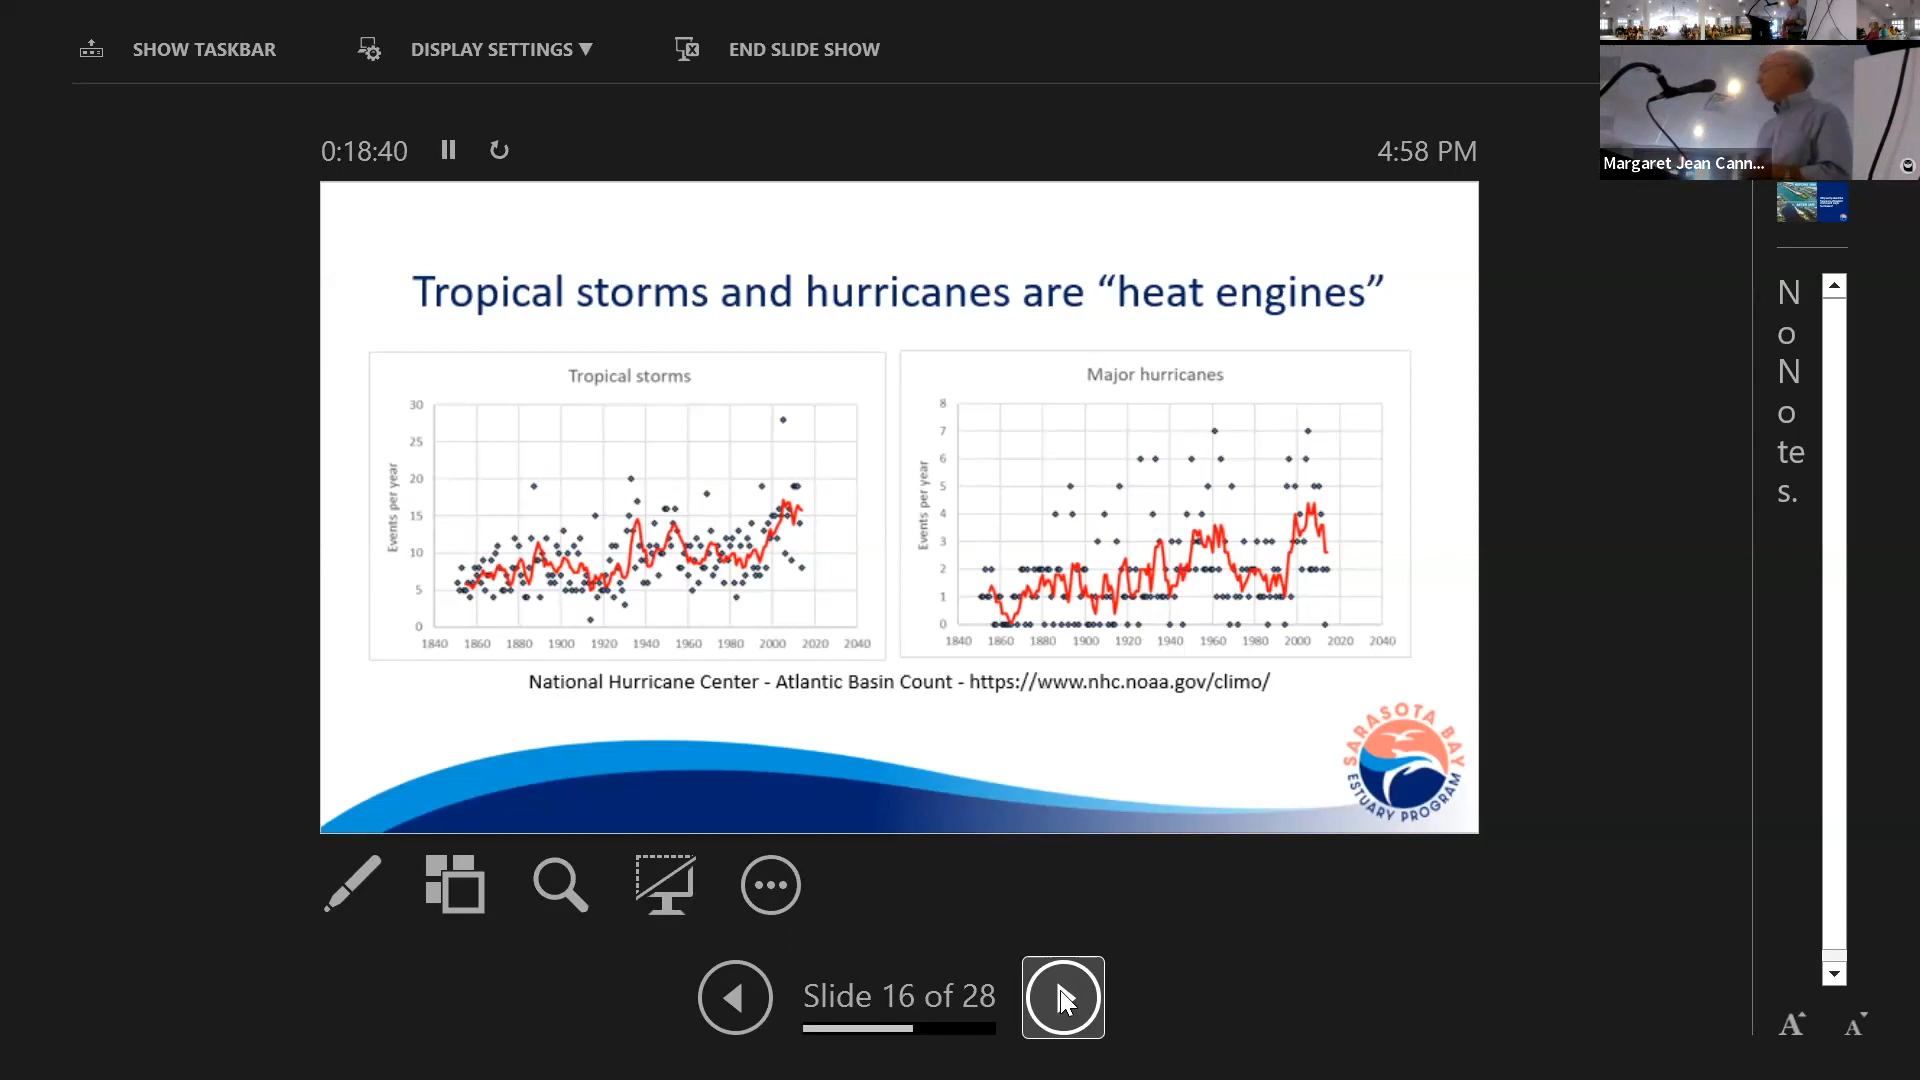 SHOW TASKBAR
DISPLAY SETTINGS ▼
END SLIDE SHOW
0:18:40
4:58 PM
Margaret Jean Cann...
Tropical storms and hurricanes are “heat engines”
Tropical storms
30
25
20
15
10
5
0
Events per year
1840 1860 1880 1900 1920 1940 1960 1980 2000 2020 2040
Major hurricanes
8
7
6
5
4
3
2
1
0
Events per year
1840 1860 1880 1900 1920 1940 1960 1980 2000 2020 2040
National Hurricane Center - Atlantic Basin Count - https://www.nhc.noaa.gov/climo/
SARASOTA BAY
ESTUARY PROGRAM
N
o
N
o
te
s.
Slide 16 of 28
A
A